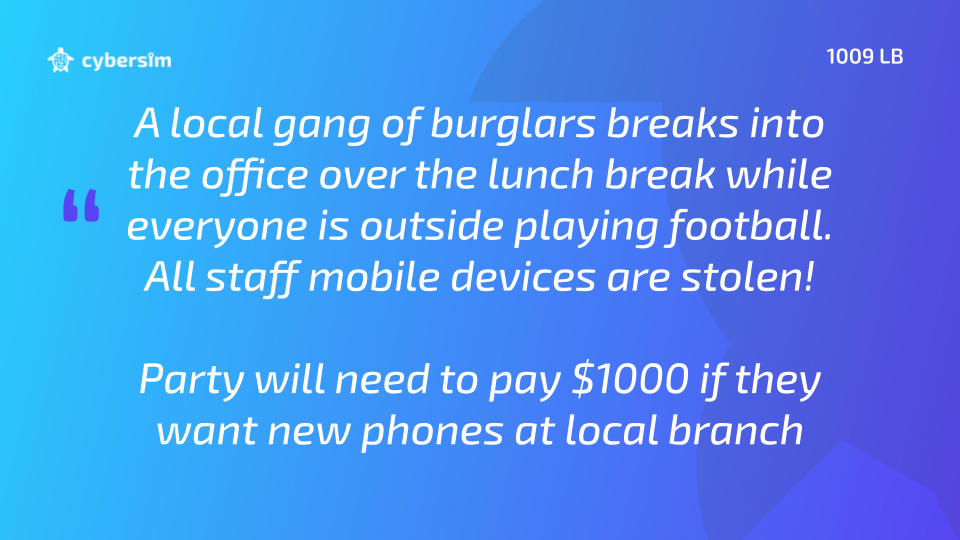 cybersim
1009 LB
A local gang of burglars breaks into
the office over the lunch break while
everyone is outside playing football.
All staff mobile devices are stolen!
Party will need to pay $1000 if they
want new phones at local branch